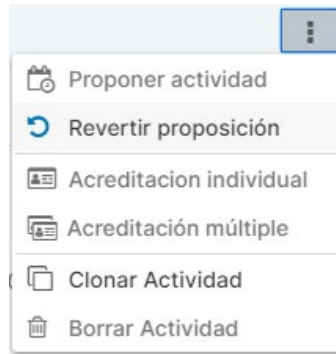 Proponer actividad
Revertir proposición
Acreditacion individual
Acreditación múltiple
Clonar Actividad
Borrar Actividad